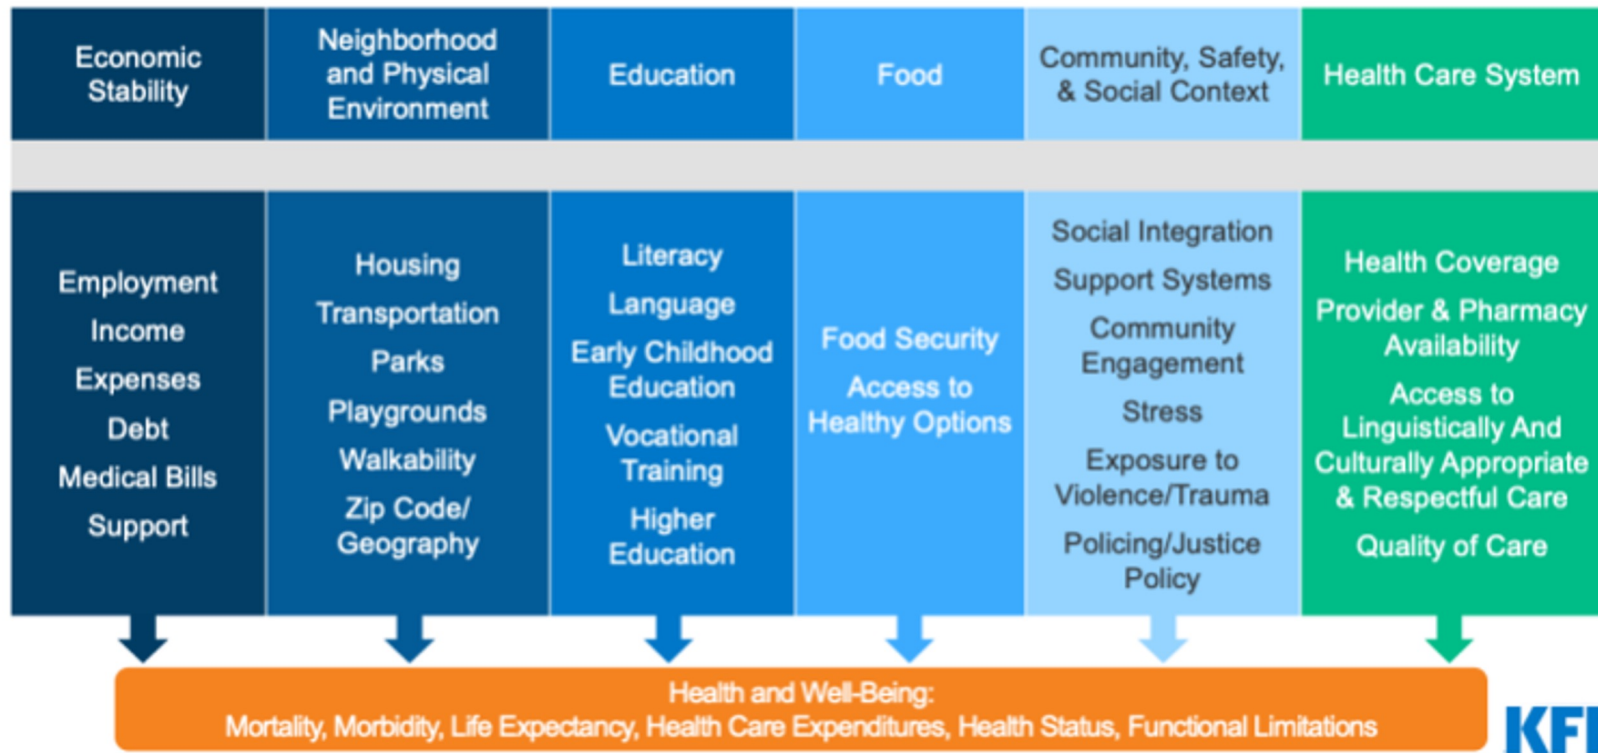 Economic
Stability
Neighborhood
and Physical
Environment
Education
Food
Community, Safety,
& Social Context
Health Care System
Employment
Income
Expenses
Debt
Medical Bills
Support
Housing
Transportation
Parks
Playgrounds
Walkability
Zip Code/
Geography
Literacy
Language
Early Childhood
Education
Vocational
Training
Higher
Education
Food Security
Access to
Healthy Options
Social Integration
Support Systems
Community
Engagement
Stress
Exposure to
Violence/Trauma
Policing/Justice
Policy
Health Coverage
Provider & Pharmacy
Availability
Access to
Linguistically And
Culturally Appropriate
& Respectful Care
Quality of Care
Health and Well-Being:
Mortality, Morbidity, Life Expectancy, Health Care Expenditures, Health Status, Functional Limitations